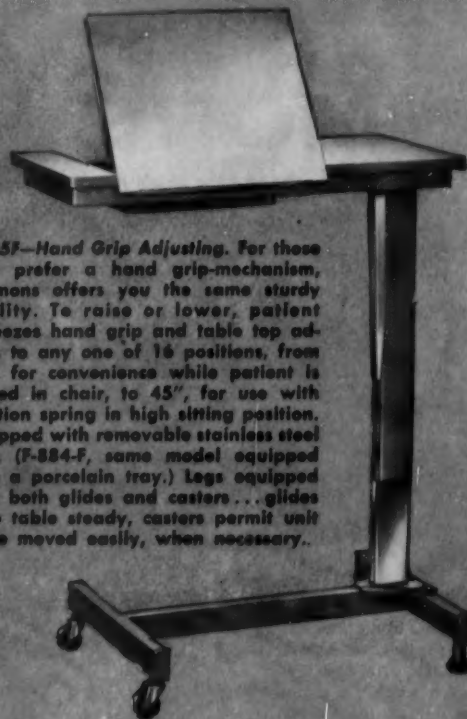 5F—Hand Grip Adjusting. For those
prefer a hand grip-mechanism,
mons offers you the same sturdy
lity. To raise or lower, patient
eezes hand grip and table top ad-
s to any one of 16 positions, from
for convenience while patient is
ed in chair, to 45", for use with
tion spring in high sitting position.
pped with removable stainless steel
(F-884-F, same model equipped
a porcelain tray.) Legs equipped
both glides and casters . . . glides
table steady, casters permit unit
e moved easily, when necessary..